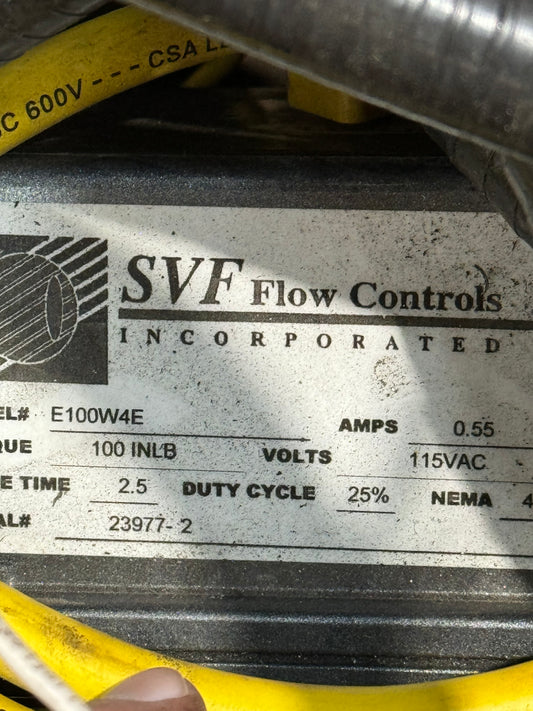 C 600V --- CSA
SVF Flow Controls
INCORPORATED
EL# E100W4E AMPS 0.55
QUE 100 INLB VOLTS 115VAC
E TIME 2.5 DUTY CYCLE 25% NEMA 4
AL# 23977-2